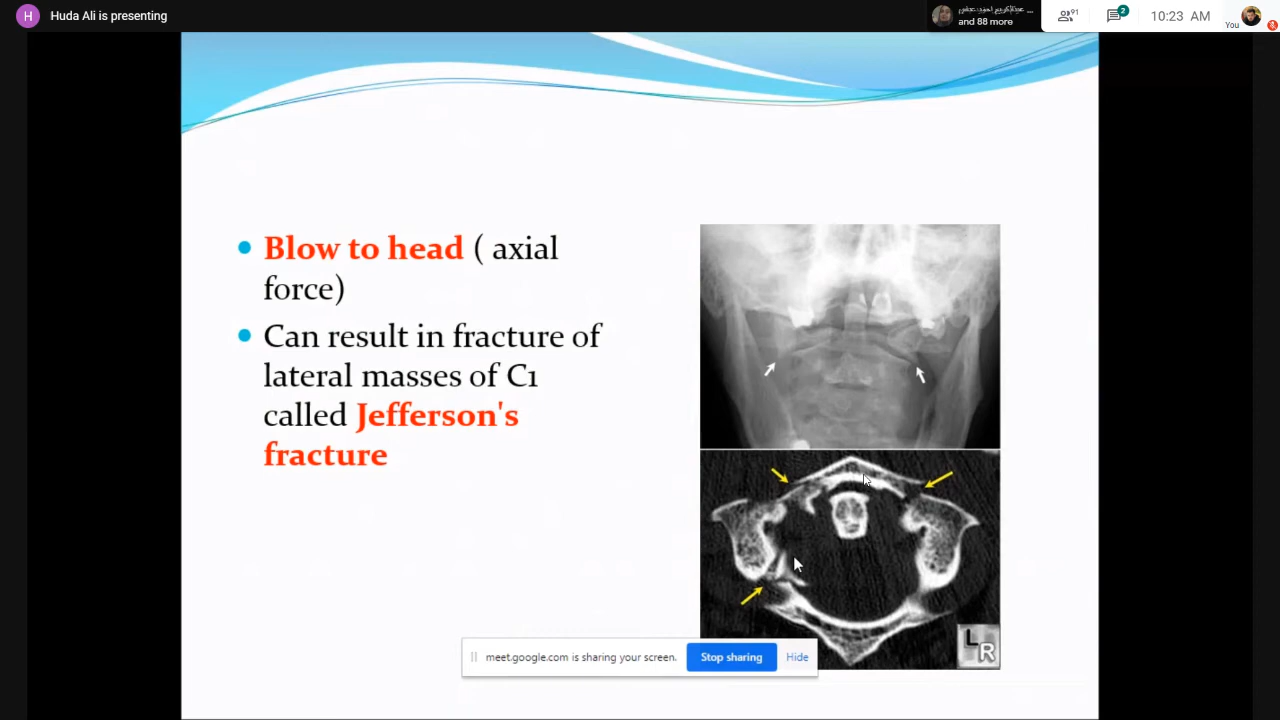 H Huda Ali is presenting
and 88 more
91
2
10:23 AM
You
Blow to head ( axial
force)
Can result in fracture of
lateral masses of C1
called Jefferson's
fracture
L
R
meet.google.com is sharing your screen. Stop sharing Hide